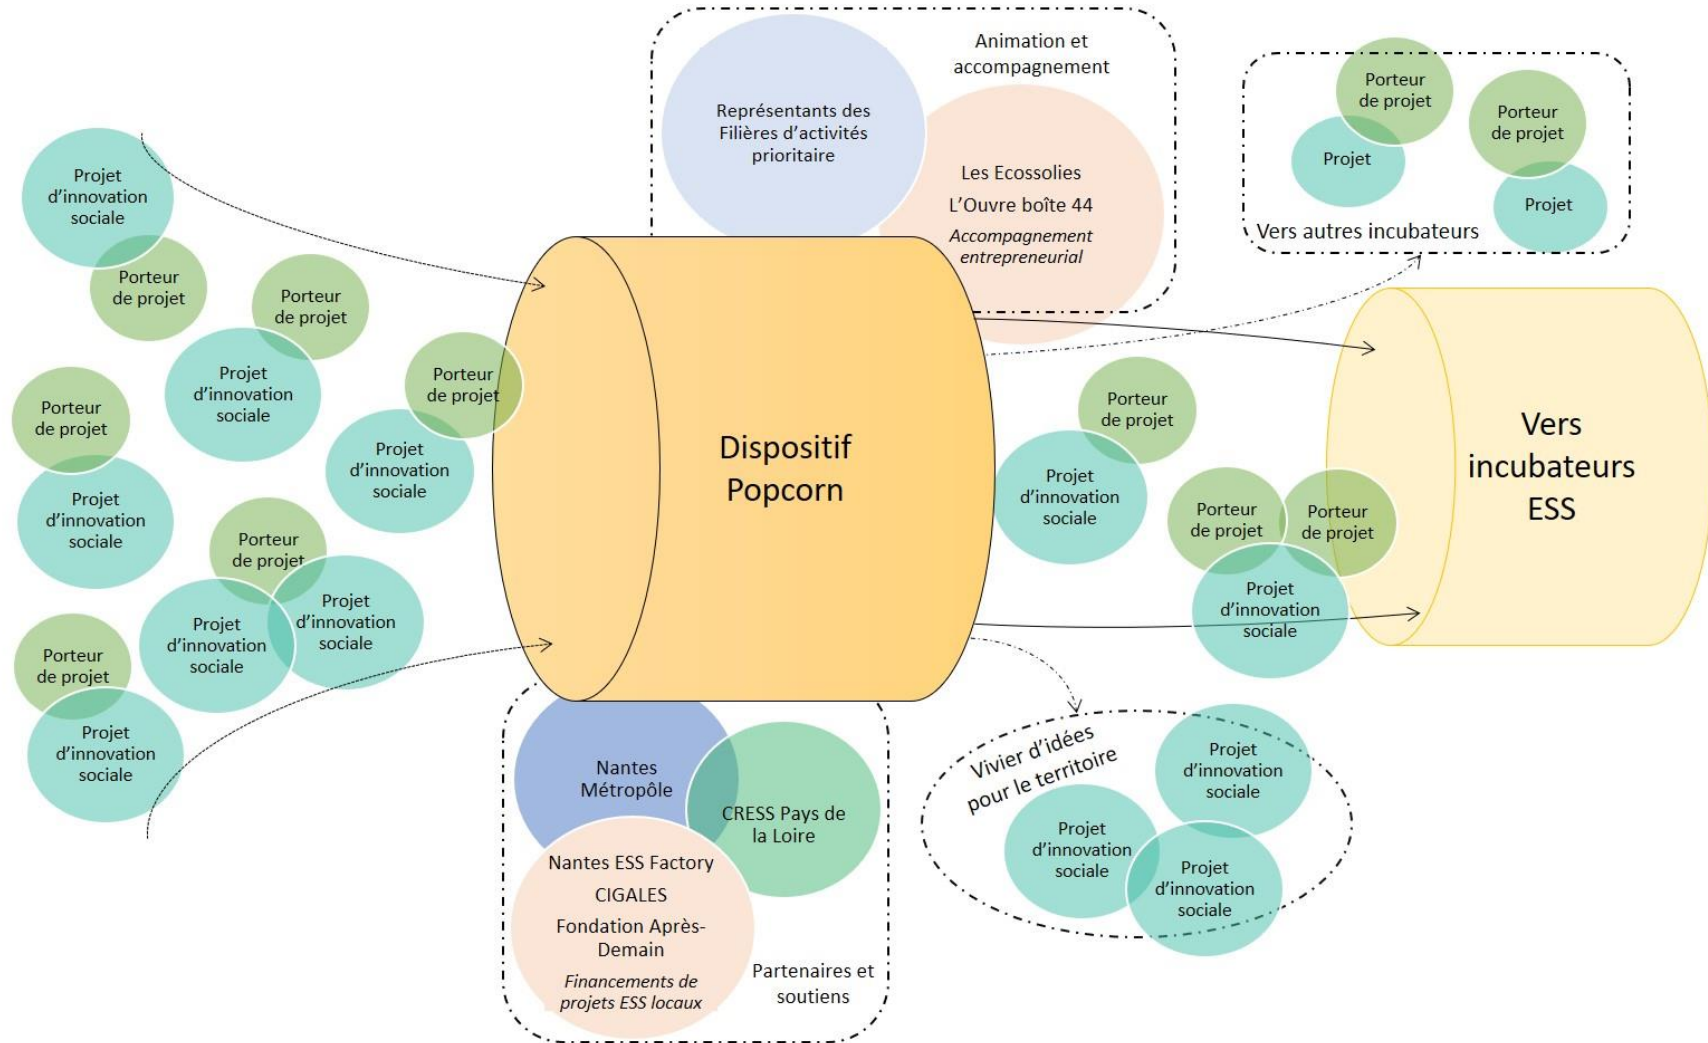 Projet
d'innovation
sociale
Porteur
de projet
Porteur
de projet
Projet
d'innovation
sociale
Porteur
de projet
Projet
d'innovation
sociale
Porteur
de projet
Projet
d'innovation
sociale
Porteur
de projet
Projet
d'innovation
sociale
Projet
d'innovation
sociale
Porteur
de projet
Projet
d'innovation
sociale
Animation et
accompagnement
Représentants des
Filières d'activités
prioritaire
Les Ecossolies
L'Ouvre boîte 44
Accompagnement
entrepreneurial
Dispositif
Popcorn
Nantes
Métropôle
CRESS Pays de
la Loire
Nantes ESS Factory
CIGALES
Fondation Après-
Demain
Financements de
projets ESS locaux
Partenaires et
soutiens
Porteur
de projet
Projet
Porteur
de projet
Projet
Vers autres incubateurs
Porteur
de projet
Projet
d'innovation
sociale
Porteur
de projet
Porteur
de projet
Projet
d'innovation
sociale
Vers
incubateurs
ESS
Vivier d'idées
pour le territoire
Projet
d'innovation
sociale
Projet
d'innovation
sociale
Projet
d'innovation
sociale